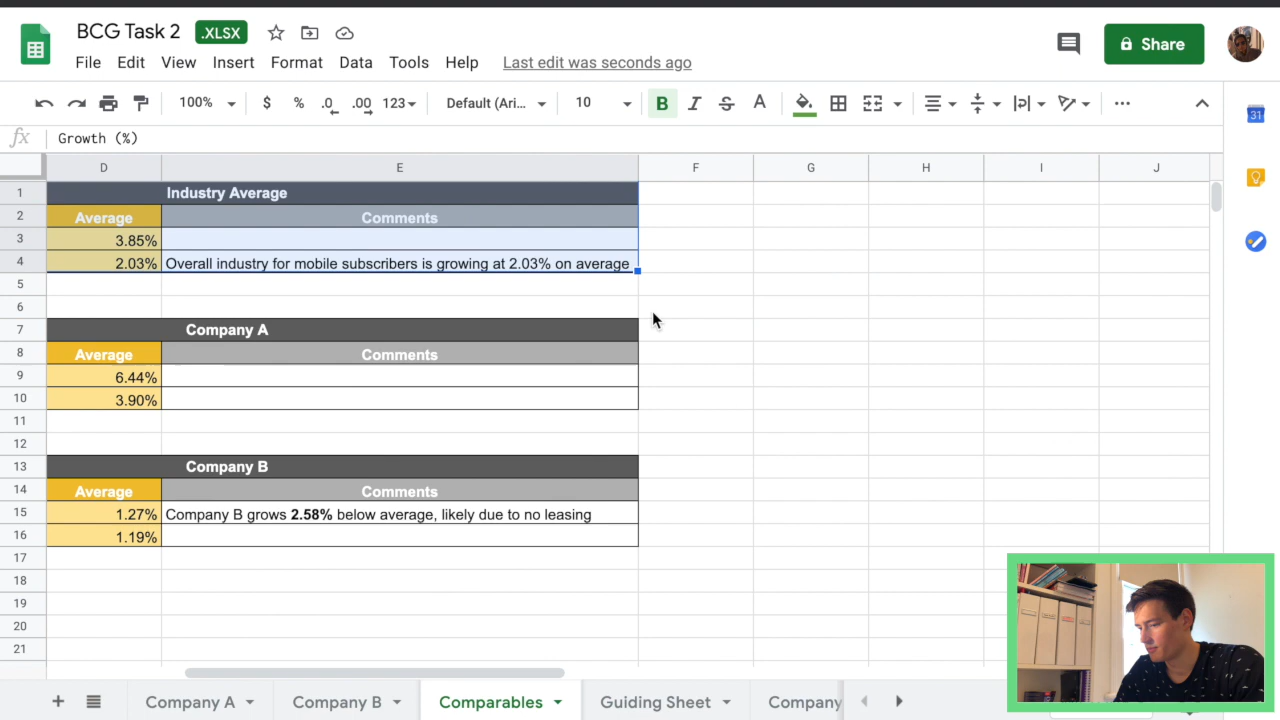 BCG Task 2 .XLSX
File Edit View Insert Format Data Tools Help Last edit was seconds ago
Share
100% $ % .0 .00 123 Default (Ari... 10 B I S A
fx Growth (%)
31
D E F G H I J
1 Industry Average
2 Average Comments
3 3.85%
4 2.03% Overall industry for mobile subscribers is growing at 2.03% on average
5
6
7 Company A
8 Average Comments
9 6.44%
10 3.90%
11
12
13 Company B
14 Average Comments
15 1.27% Company B grows 2.58% below average, likely due to no leasing
16 1.19%
17
18
19
20
21
Company A Company B Comparables Guiding Sheet Company